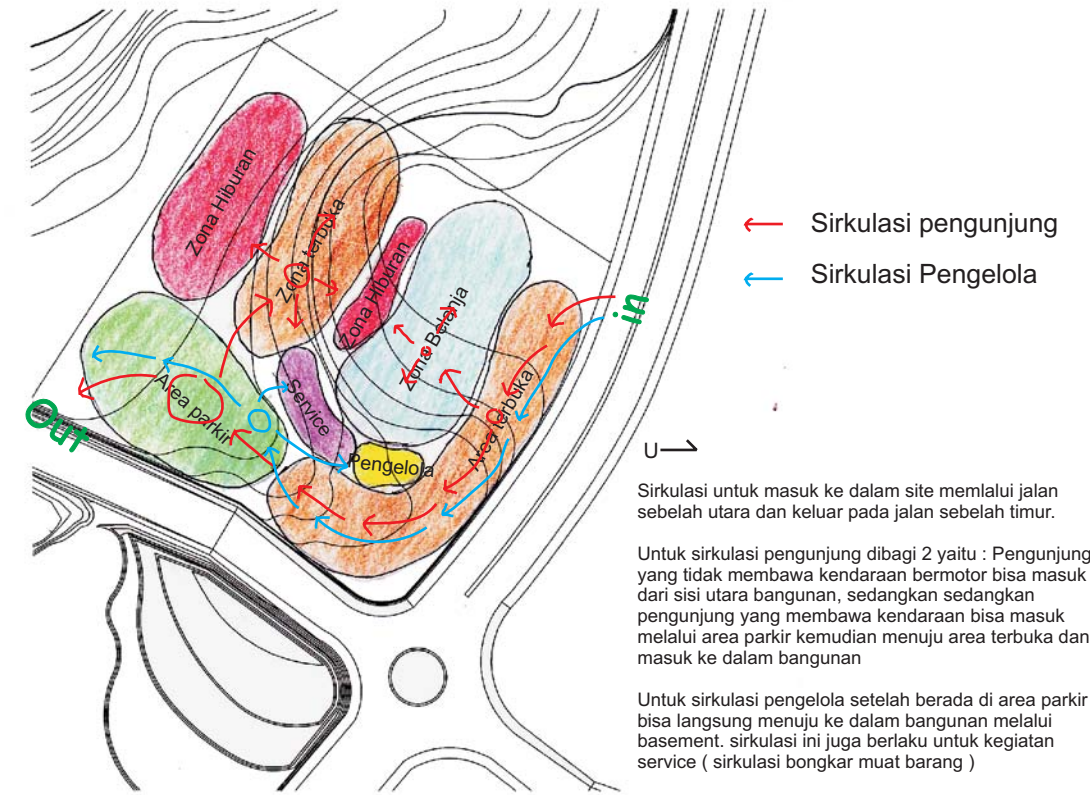 Zona Hiburan
Zona terbuka
Zona Hiburan
Zona Belanja
Area terbuka
in
Area parkir
Service
Pengelola
Out
Sirkulasi pengunjung
Sirkulasi Pengelola
U
Sirkulasi untuk masuk ke dalam site memlalui jalan
sebelah utara dan keluar pada jalan sebelah timur.
Untuk sirkulasi pengunjung dibagi 2 yaitu : Pengunjung
yang tidak membawa kendaraan bermotor bisa masuk
dari sisi utara bangunan, sedangkan sedangkan
pengunjung yang membawa kendaraan bisa masuk
melalui area parkir kemudian menuju area terbuka dan
masuk ke dalam bangunan
Untuk sirkulasi pengelola setelah berada di area parkir
bisa langsung menuju ke dalam bangunan melalui
basement. sirkulasi ini juga berlaku untuk kegiatan
service ( sirkulasi bongkar muat barang )